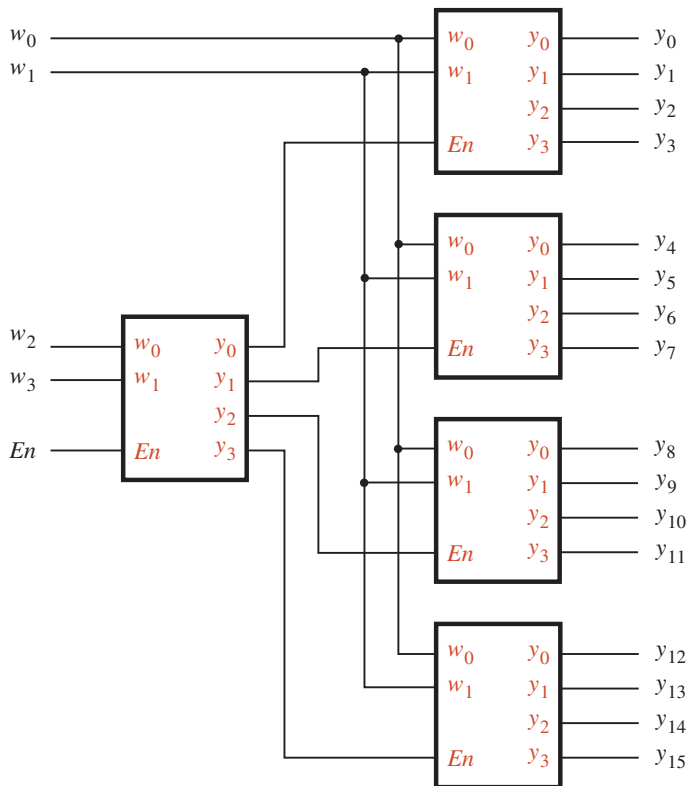 w0 w0 y0 y0
w1 w1 y1 y1
y2 y2
En y3 y3
w0 y0 y4
w1 y1 y5
y2 y6
En y3 y7
w2 w0 y0
w3 w1 y1
y2
En En y3
w0 y0 y8
w1 y1 y9
y2 y10
En y3 y11
w0 y0 y12
w1 y1 y13
y2 y14
En y3 y15